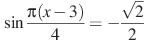 sin π(x − 3)/4 = −√2/2